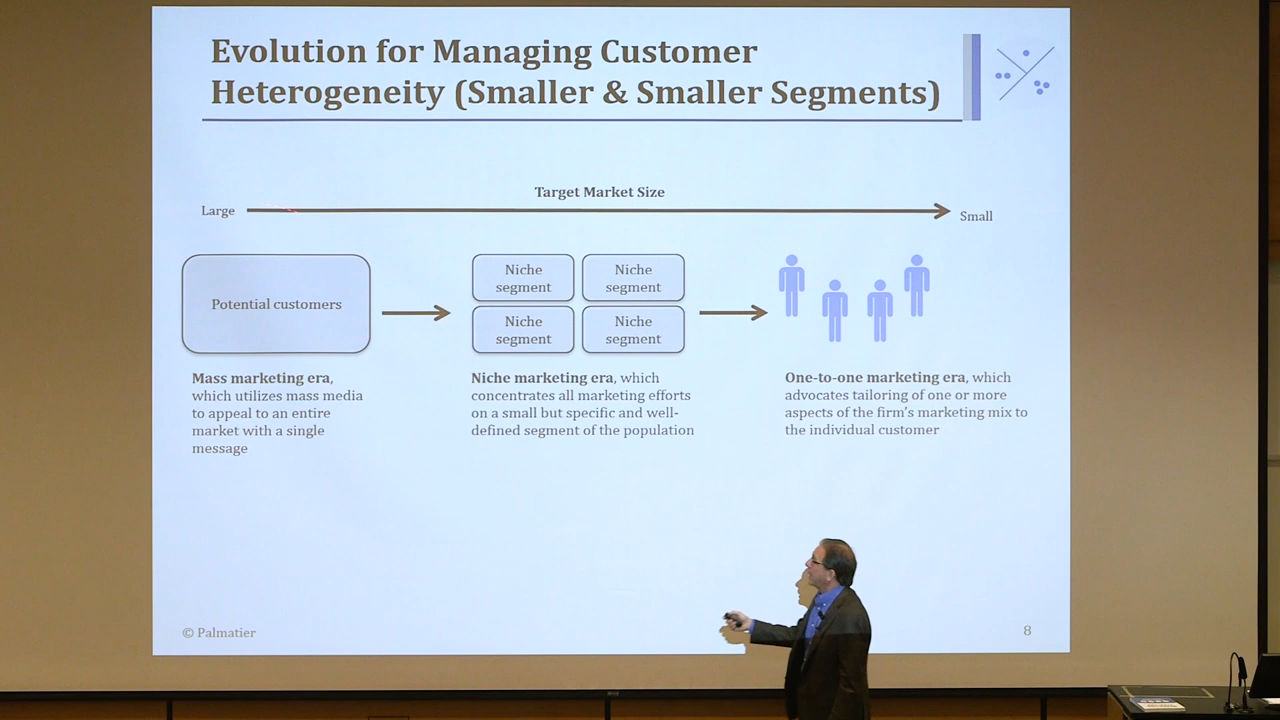 Evolution for Managing Customer
Heterogeneity (Smaller & Smaller Segments)
Target Market Size
Large
Small
Potential customers
Niche
segment
Niche
segment
Niche
segment
Niche
segment
Mass marketing era,
which utilizes mass media
to appeal to an entire
market with a single
message
Niche marketing era, which
concentrates all marketing efforts
on a small but specific and well-
defined segment of the population
One-to-one marketing era, which
advocates tailoring of one or more
aspects of the firm's marketing mix to
the individual customer
© Palmatier
8